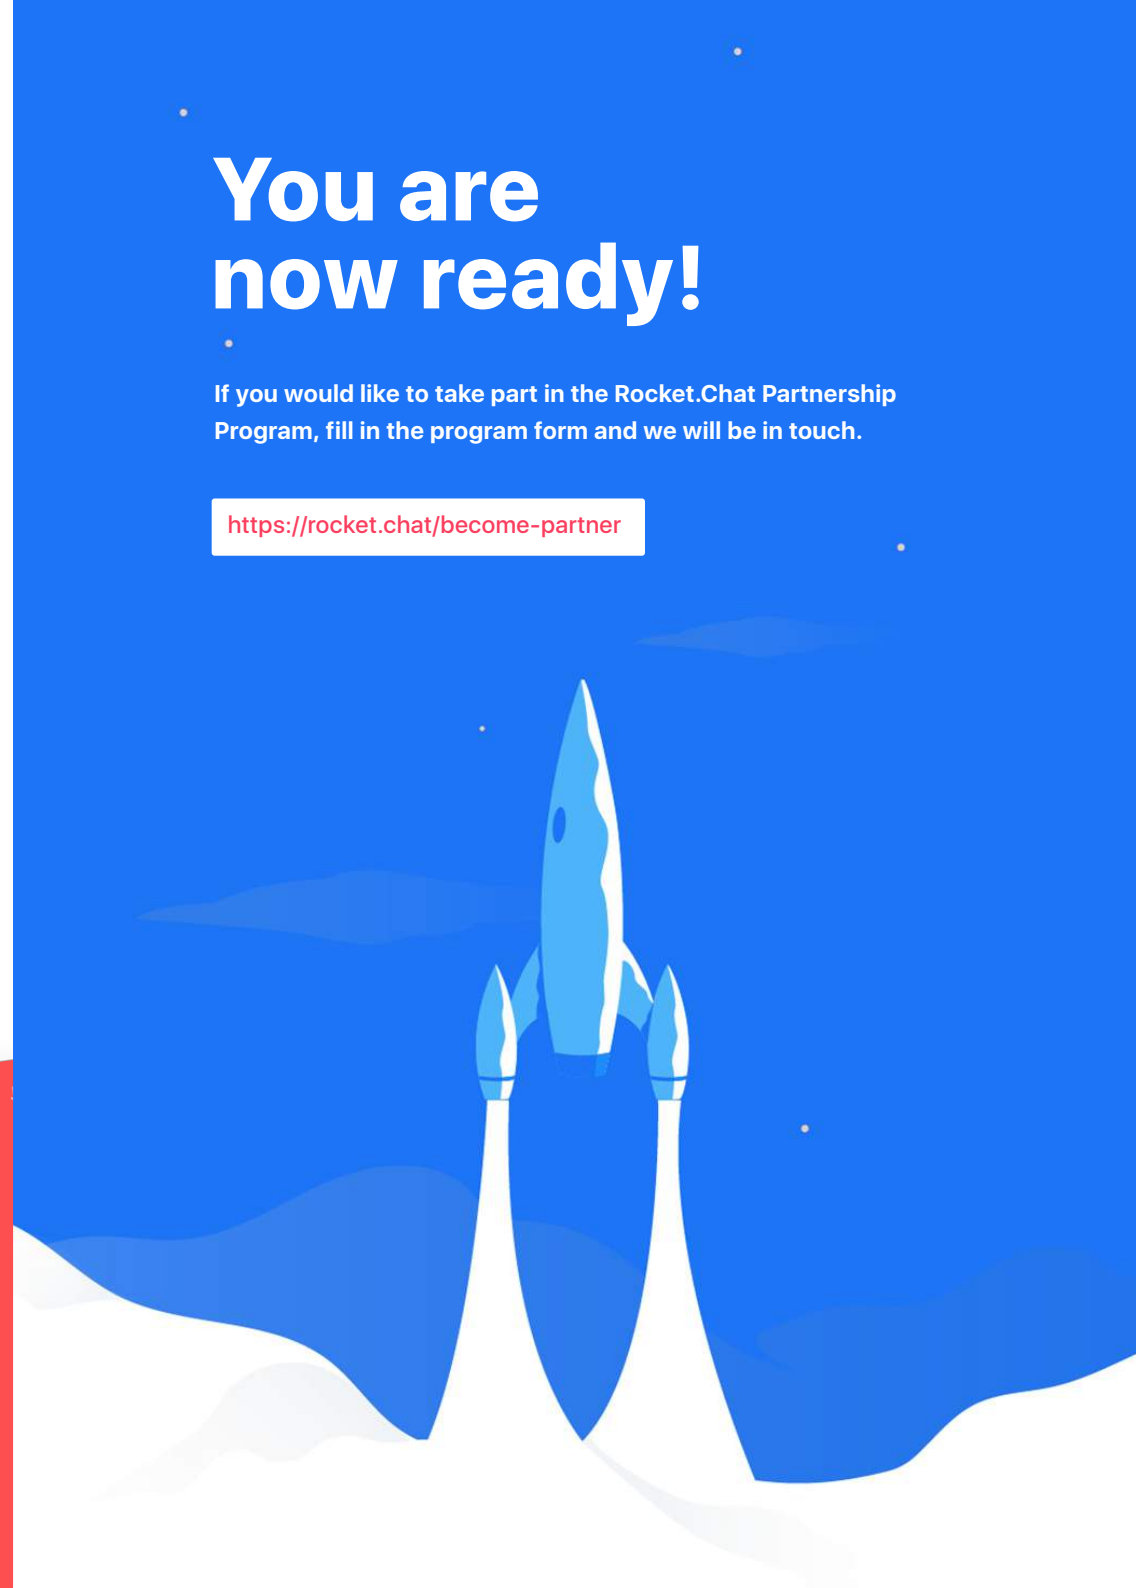 You are
now ready!
If you would like to take part in the Rocket.Chat Partnership
Program, fill in the program form and we will be in touch.
https://rocket.chat/become-partner